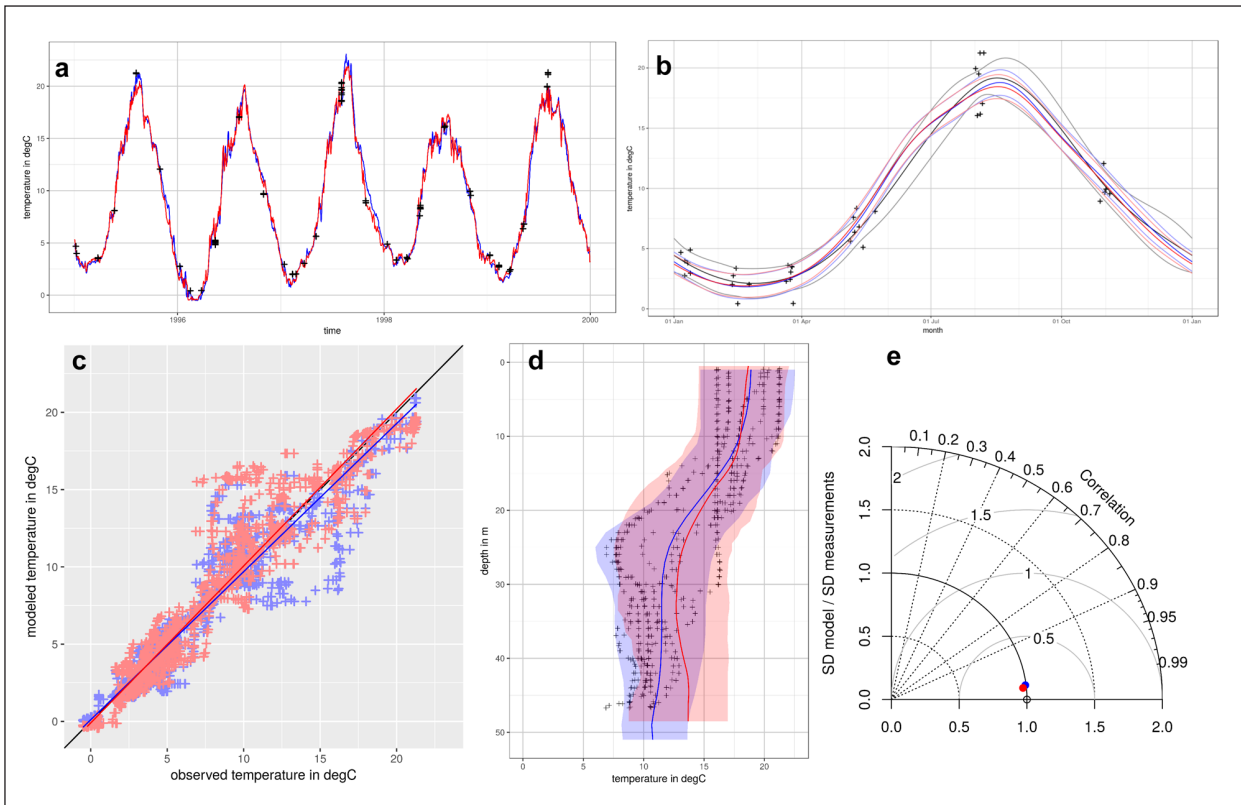 a
temperature in degC
20
15
10
5
0
1996
1998
2000
time
b
temperature in degC
20
15
10
5
0
01 Jan
01 Apr
01 Jul
01 Oct
01 Jan
month
c
modeled temperature in degC
20
15
10
5
0
0
5
10
15
20
observed temperature in degC
d
depth in m
0
10
20
30
40
50
5
10
15
20
temperature in degC
e
SD model / SD measurements
2.0
1.5
1.0
0.5
0.0
0.0
0.5
1.0
1.5
2.0
0.1
0.2
0.3
0.4
0.5
0.6
0.7
0.8
0.9
0.95
0.99
Correlation
2
1.5
1
0.5